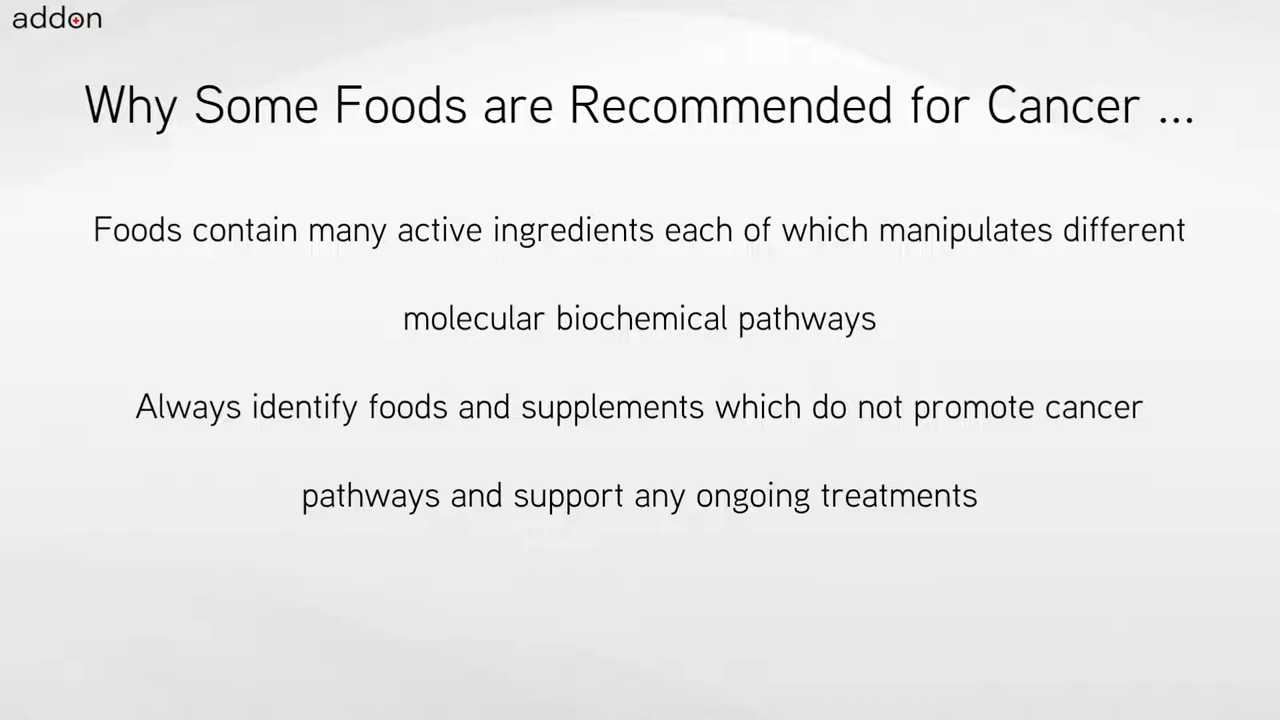 addon
Why Some Foods are Recommended for Cancer ...
Foods contain many active ingredients each of which manipulates different
molecular biochemical pathways
Always identify foods and supplements which do not promote cancer
pathways and support any ongoing treatments